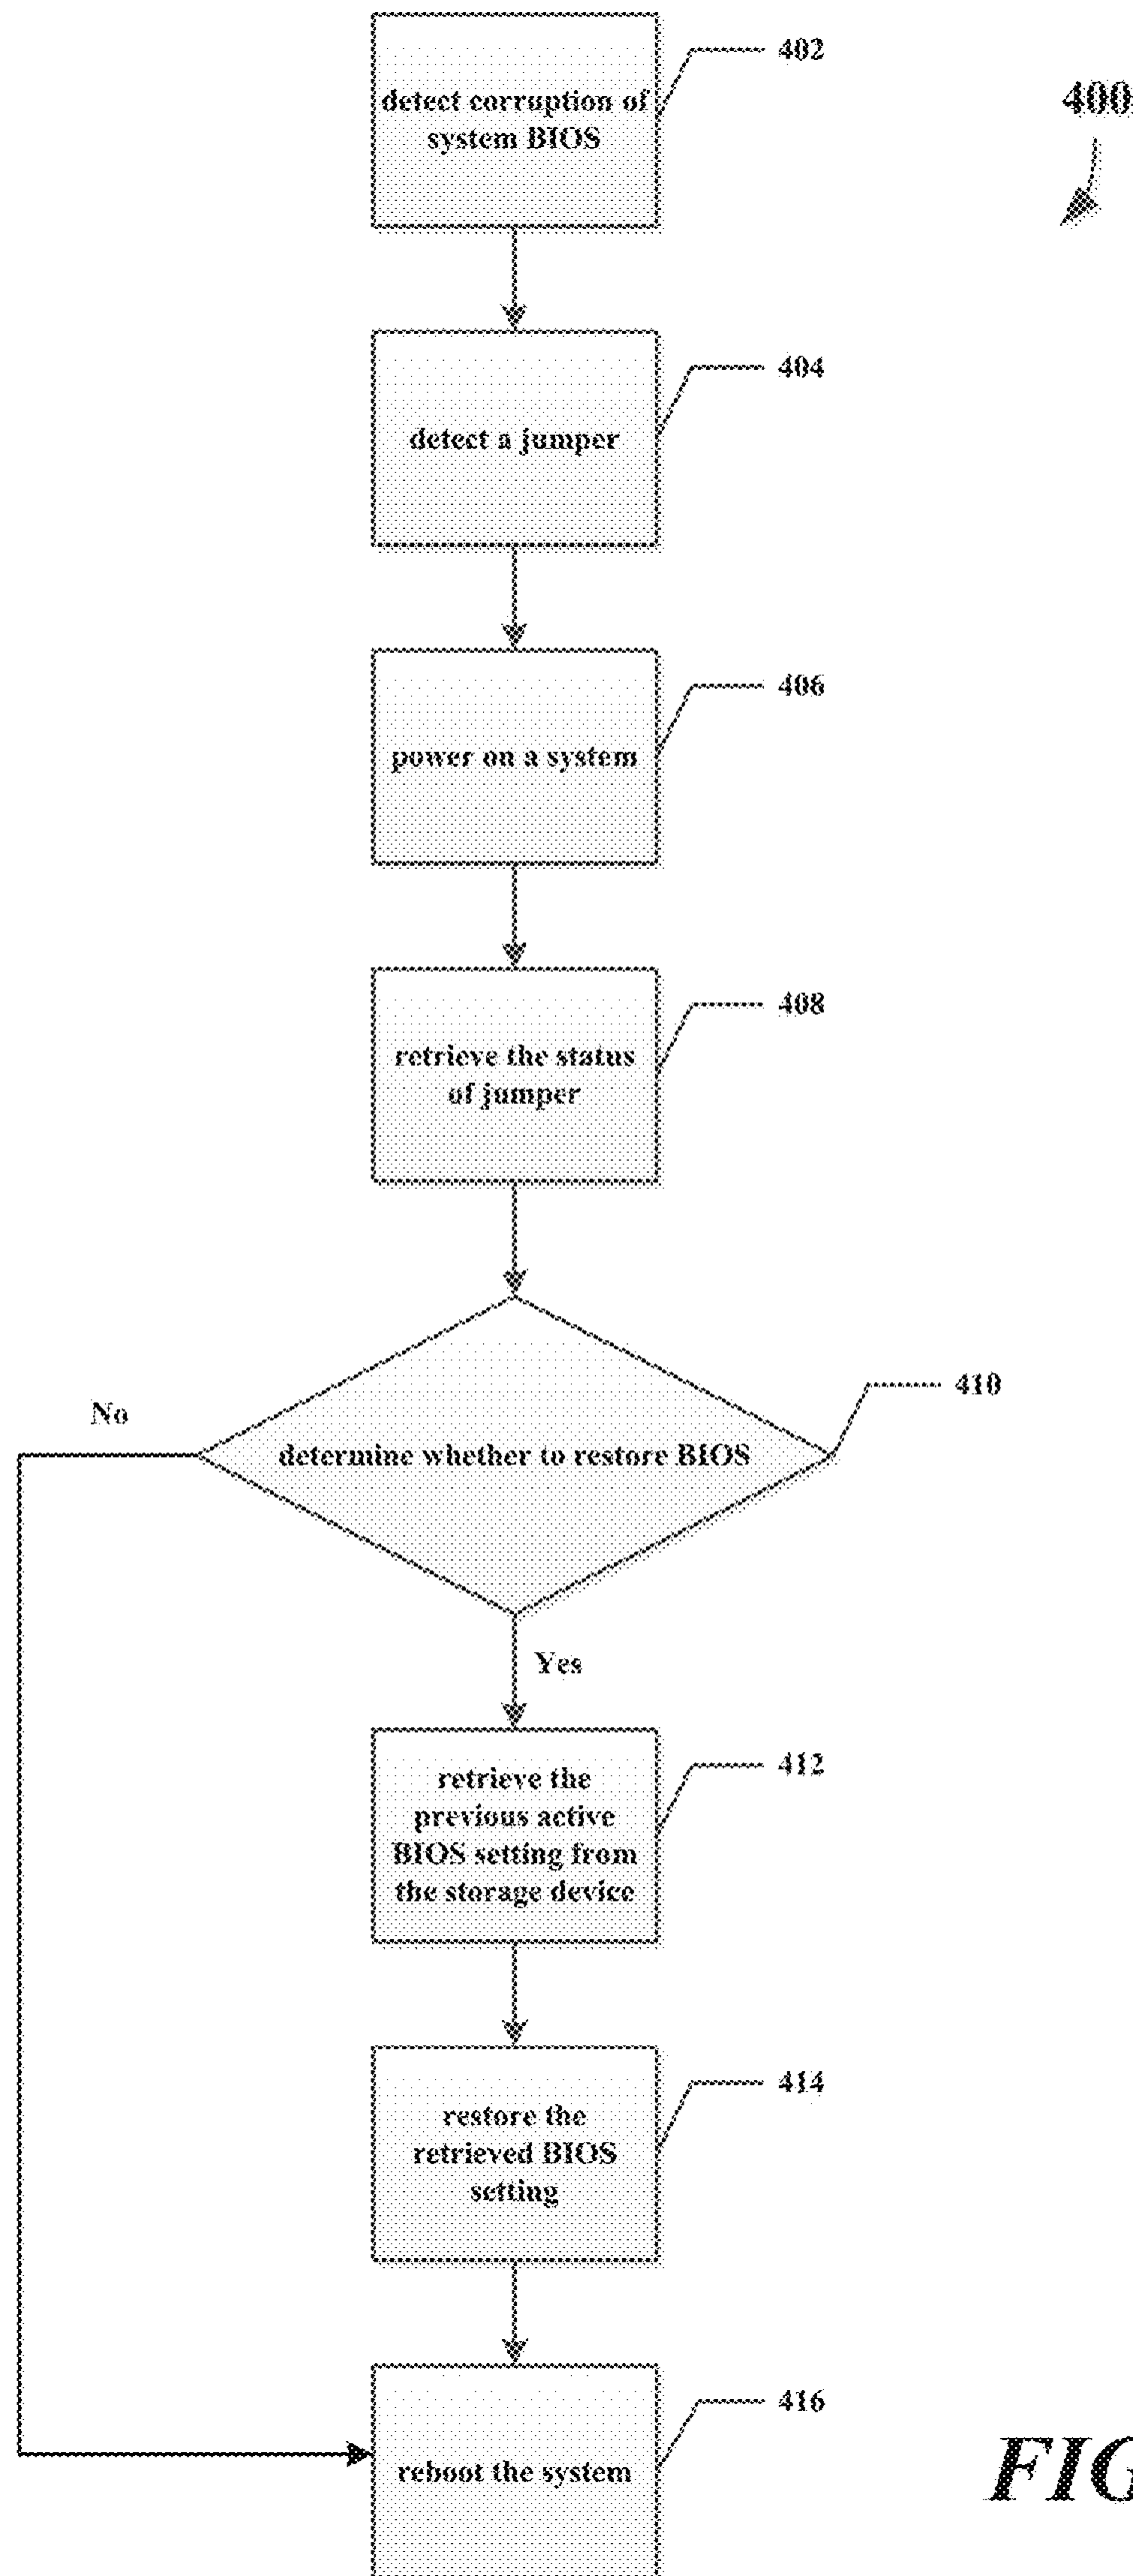 402
400
detect corruption of
system BIOS
404
detect a jumper
406
power on a system
408
retrieve the status
of jumper
410
No
determine whether to restore BIOS
Yes
412
retrieve the
previous active
BIOS setting from
the storage device
414
restore the
retrieved BIOS
setting
416
reboot the system
FIG